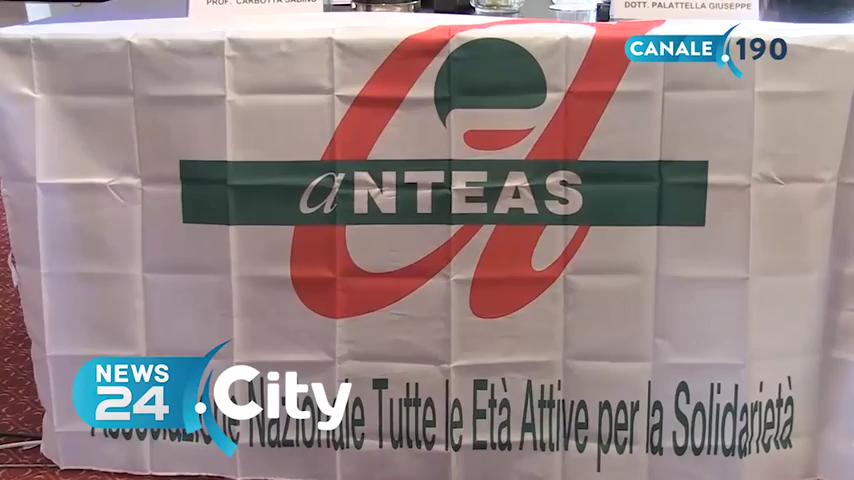 PROF. CARBOTTA SABINO
DOTT. PALATTELLA GIUSEPPE
CANALE 190
aNTEAS
NEWS 24 .City
Associazione Nazionale Tutte le Età Attive per la Solidarietà